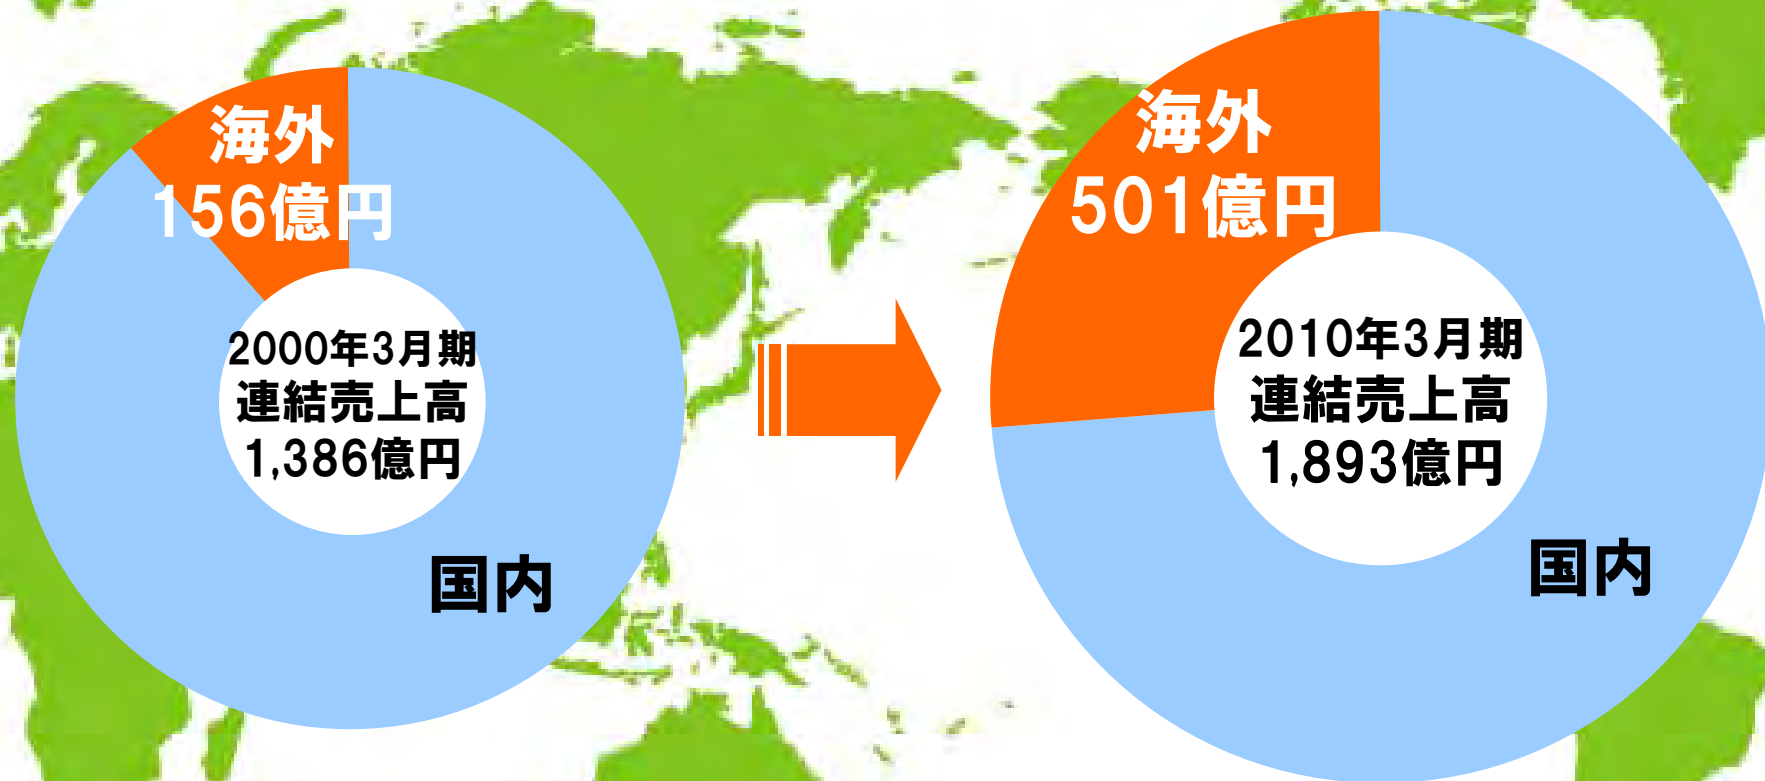 海外
156億円
2000年3月期
連結売上高
1,386億円
国内
海外
501億円
2010年3月期
連結売上高
1,893億円
国内